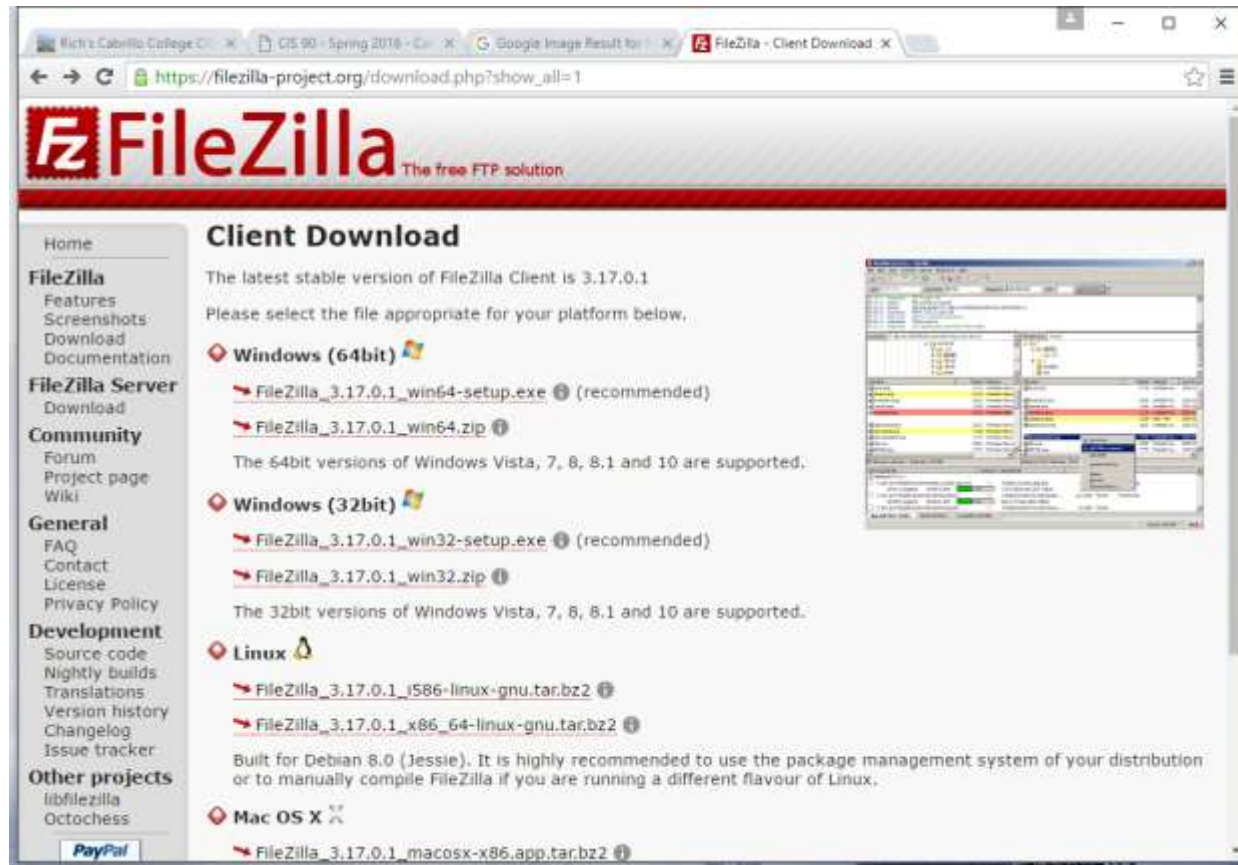 Rich's Cabrillo College CI
CIS 90 - Spring 2016 - Ca
Google Image Result for
FileZilla - Client Download
https://filezilla-project.org/download.php?show_all=1
Fz FileZilla The free FTP solution
Home
FileZilla
Features
Screenshots
Download
Documentation
FileZilla Server
Download
Community
Forum
Project page
Wiki
General
FAQ
Contact
License
Privacy Policy
Development
Source code
Nightly builds
Translations
Version history
Changelog
Issue tracker
Other projects
libfilezilla
Octochess
PayPal
Client Download
The latest stable version of FileZilla Client is 3.17.0.1
Please select the file appropriate for your platform below.
Windows (64bit)
FileZilla_3.17.0.1_win64-setup.exe (recommended)
FileZilla_3.17.0.1_win64.zip
The 64bit versions of Windows Vista, 7, 8, 8.1 and 10 are supported.
Windows (32bit)
FileZilla_3.17.0.1_win32-setup.exe (recommended)
FileZilla_3.17.0.1_win32.zip
The 32bit versions of Windows Vista, 7, 8, 8.1 and 10 are supported.
Linux
FileZilla_3.17.0.1_i586-linux-gnu.tar.bz2
FileZilla_3.17.0.1_x86_64-linux-gnu.tar.bz2
Built for Debian 8.0 (Jessie). It is highly recommended to use the package management system of your distribution
or to manually compile FileZilla if you are running a different flavour of Linux.
Mac OS X
FileZilla_3.17.0.1_macosx-x86.app.tar.bz2